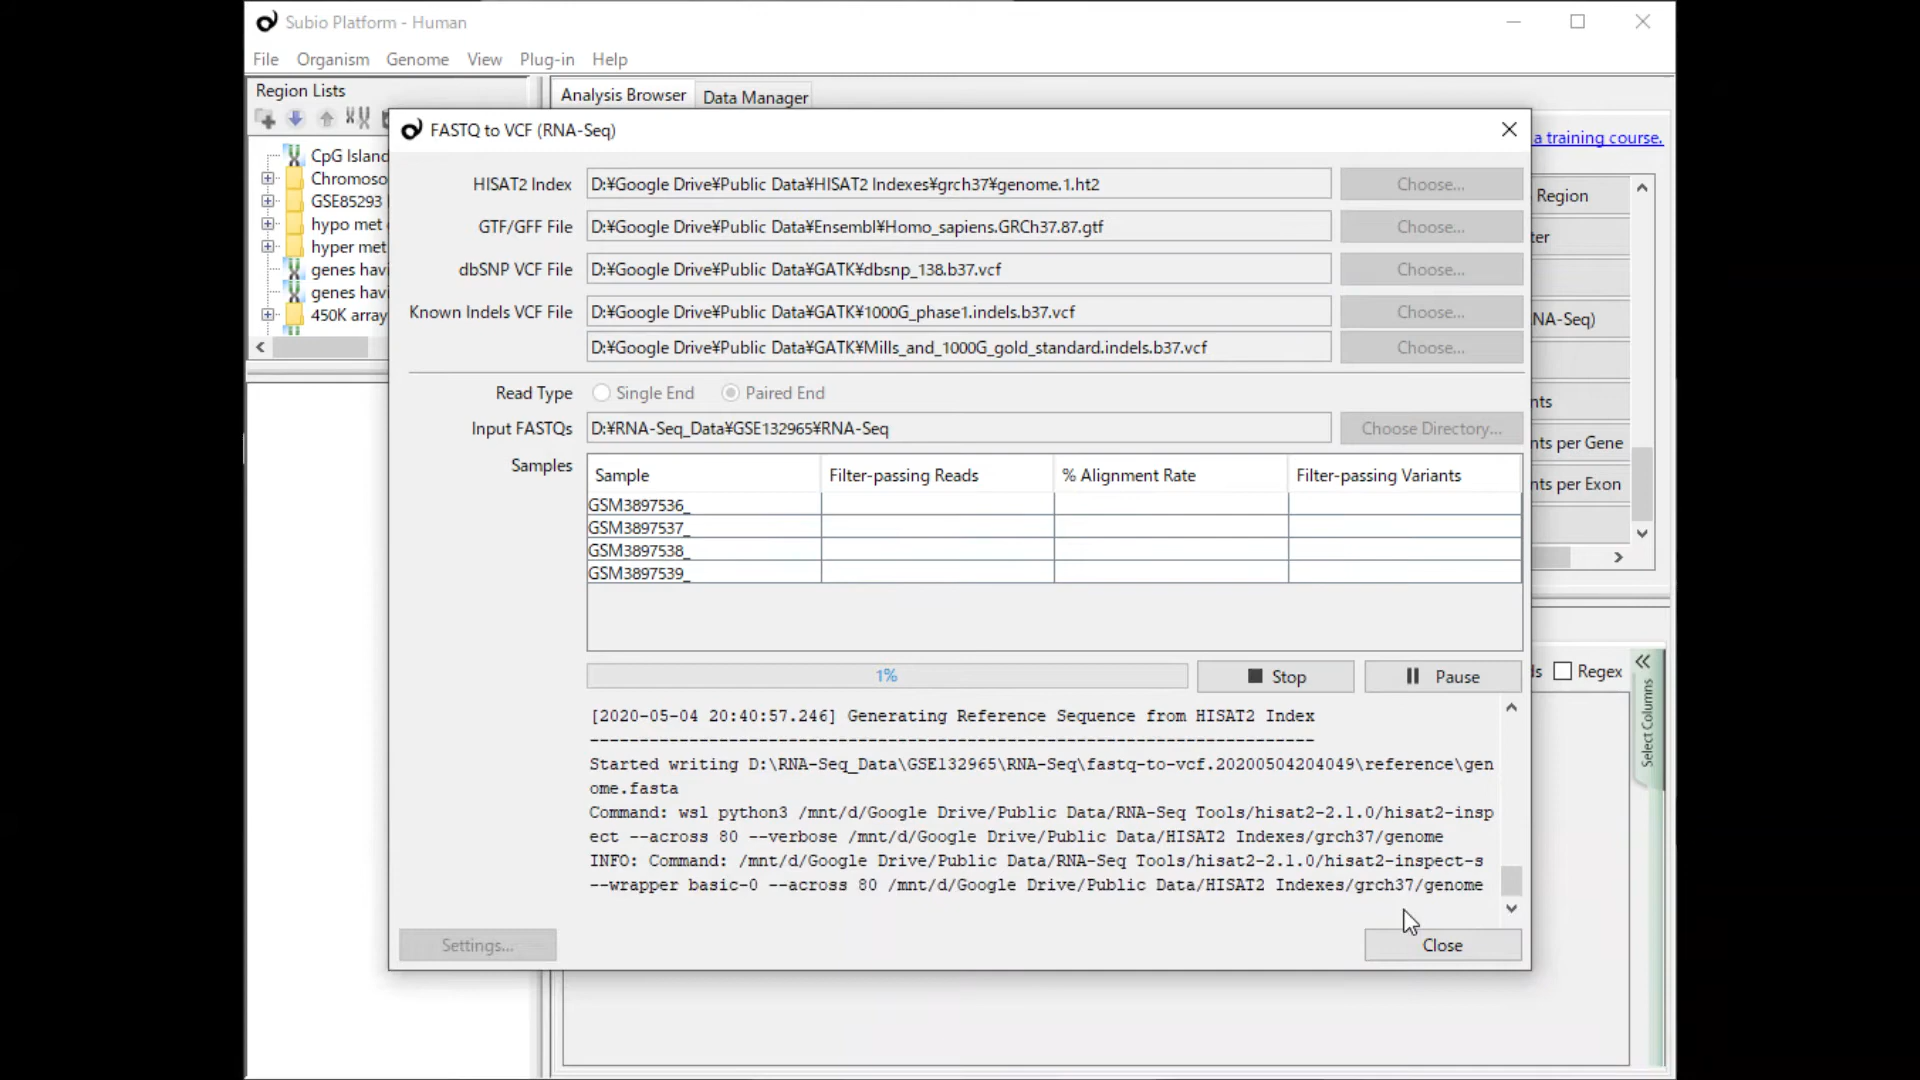 Subio Platform - Human
File Organism Genome View Plug-in Help
Region Lists
Analysis Browser
Data Manager
a training course.
CpG Island
Chromoso
GSE85293
hypo met
hyper met
genes havi
genes havi
450K array
Region
ter
NA-Seq)
nts
nts per Gene
nts per Exon
FASTQ to VCF (RNA-Seq)
HISAT2 Index D:¥Google Drive¥Public Data¥HISAT2 Indexes¥grch37¥genome.1.ht2 Choose...
GTF/GFF File D:¥Google Drive¥Public Data¥Ensembl¥Homo_sapiens.GRCh37.87.gtf Choose...
dbSNP VCF File D:¥Google Drive¥Public Data¥GATK¥dbsnp_138.b37.vcf Choose...
Known Indels VCF File D:¥Google Drive¥Public Data¥GATK¥1000G_phase1.indels.b37.vcf Choose...
D:¥Google Drive¥Public Data¥GATK¥Mills_and_1000G_gold_standard.indels.b37.vcf Choose...
Read Type Single End Paired End
Input FASTQs D:¥RNA-Seq_Data¥GSE132965¥RNA-Seq Choose Directory...
Samples
Sample Filter-passing Reads % Alignment Rate Filter-passing Variants
GSM3897536_
GSM3897537_
GSM3897538_
GSM3897539_
1% Stop Pause
[2020-05-04 20:40:57.246] Generating Reference Sequence from HISAT2 Index
-------------------------------------------------------------------------
Started writing D:\RNA-Seq_Data\GSE132965\RNA-Seq\fastq-to-vcf.20200504204049\reference\gen
ome.fasta
Command: wsl python3 /mnt/d/Google Drive/Public Data/RNA-Seq Tools/hisat2-2.1.0/hisat2-insp
ect --across 80 --verbose /mnt/d/Google Drive/Public Data/HISAT2 Indexes/grch37/genome
INFO: Command: /mnt/d/Google Drive/Public Data/RNA-Seq Tools/hisat2-2.1.0/hisat2-inspect-s
--wrapper basic-0 --across 80 /mnt/d/Google Drive/Public Data/HISAT2 Indexes/grch37/genome
Settings... Close
Regex
Select Columns